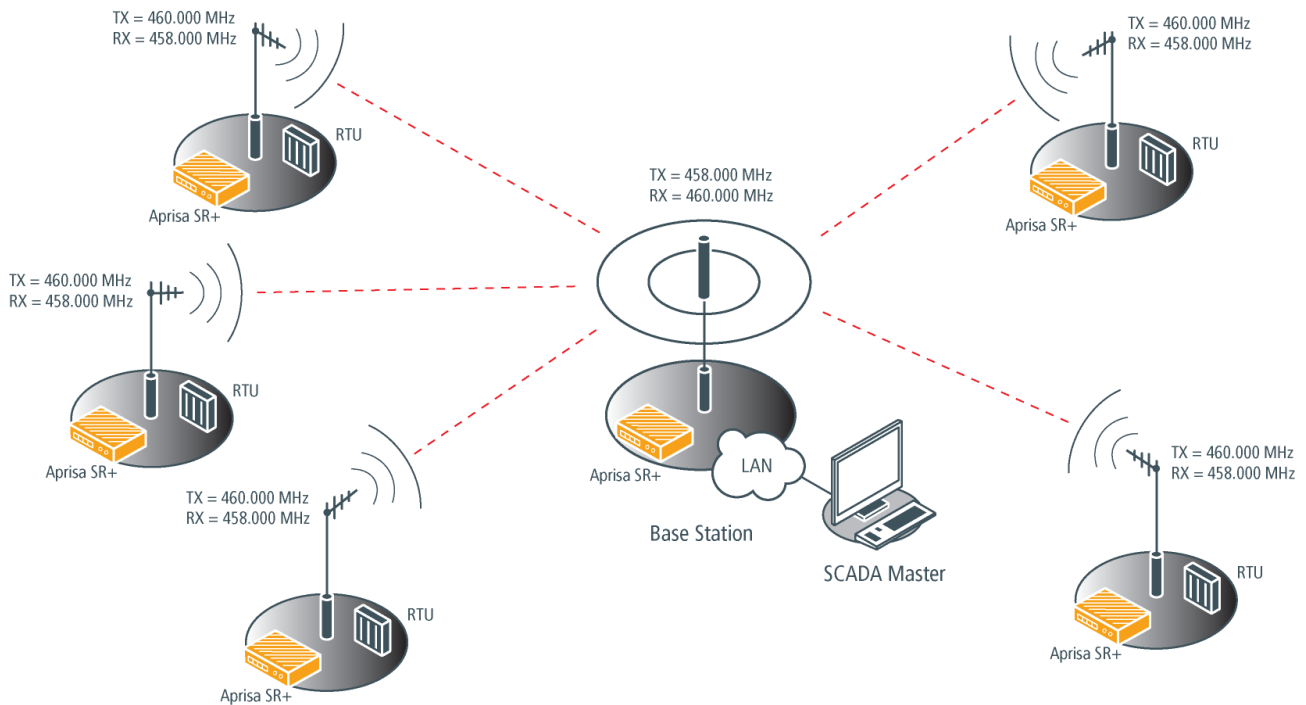 TX = 460.000 MHz
RX = 458.000 MHz
RTU
Aprisa SR+
TX = 460.000 MHz
RX = 458.000 MHz
RTU
Aprisa SR+
TX = 458.000 MHz
RX = 460.000 MHz
TX = 460.000 MHz
RX = 458.000 MHz
RTU
Aprisa SR+
Aprisa SR+
LAN
Base Station
SCADA Master
TX = 460.000 MHz
RX = 458.000 MHz
RTU
Aprisa SR+
TX = 460.000 MHz
RX = 458.000 MHz
RTU
Aprisa SR+